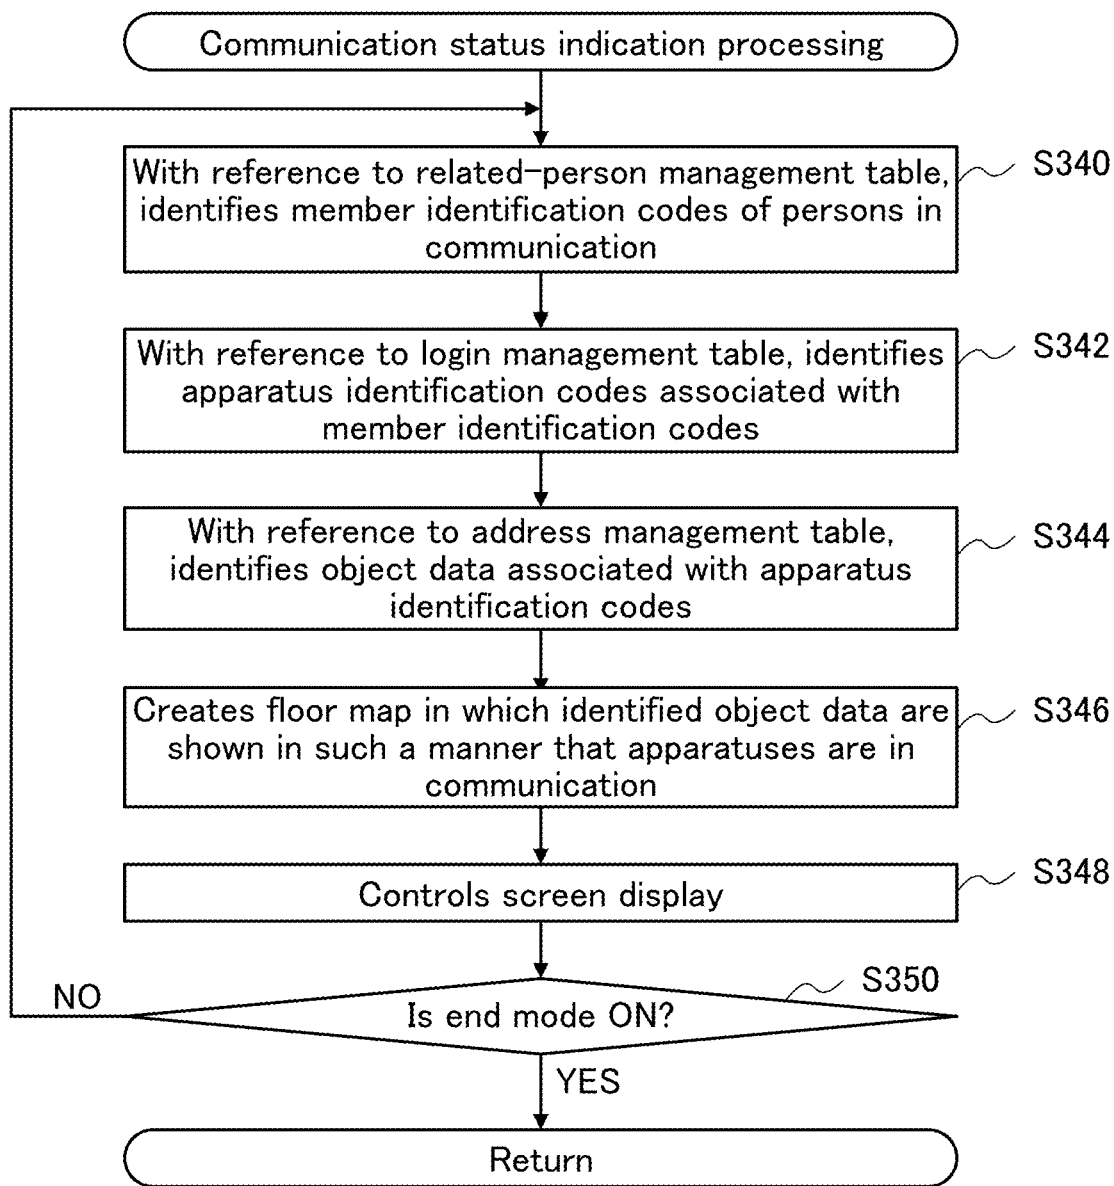 Communication status indication processing
With reference to related-person management table,
identifies member identification codes of persons in
communication
S340
With reference to login management table, identifies
apparatus identification codes associated with
member identification codes
S342
With reference to address management table,
identifies object data associated with apparatus
identification codes
S344
Creates floor map in which identified object data are
shown in such a manner that apparatuses are in
communication
S346
Controls screen display
S348
Is end mode ON?
S350
NO
YES
Return